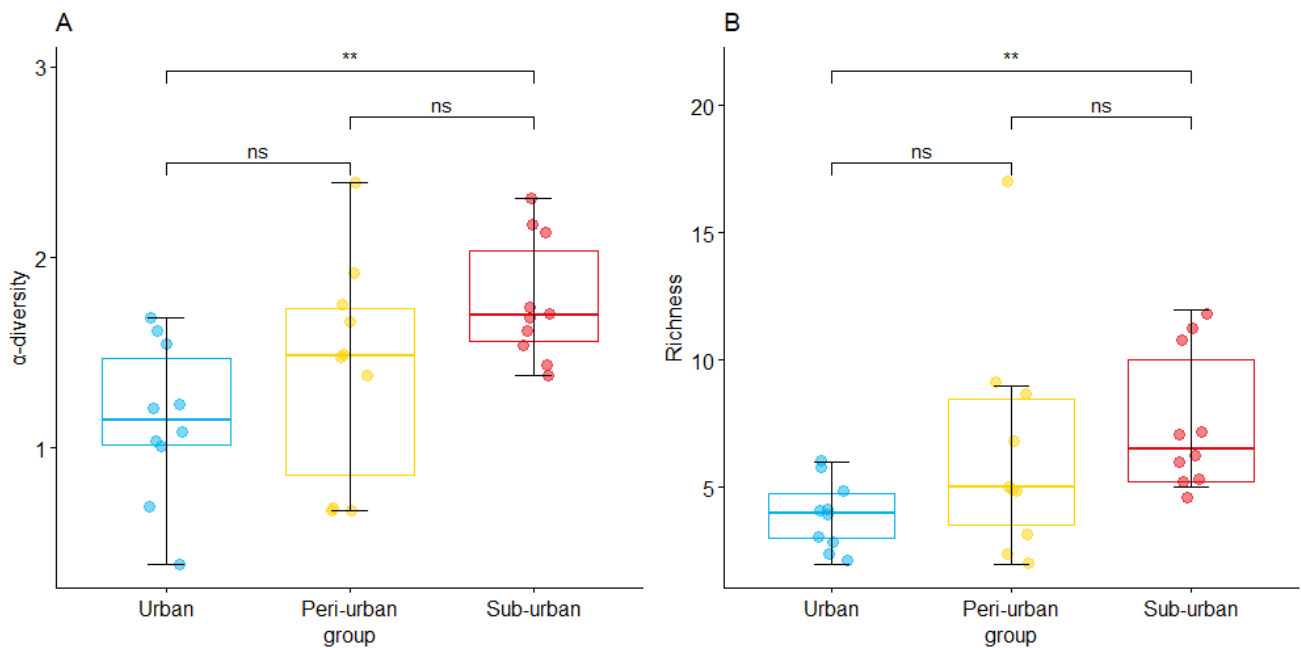 A
3
2
1
α-diversity
**
ns
ns
Urban
Peri-urban
Sub-urban
group
B
20
15
10
5
Richness
**
ns
ns
Urban
Peri-urban
Sub-urban
group